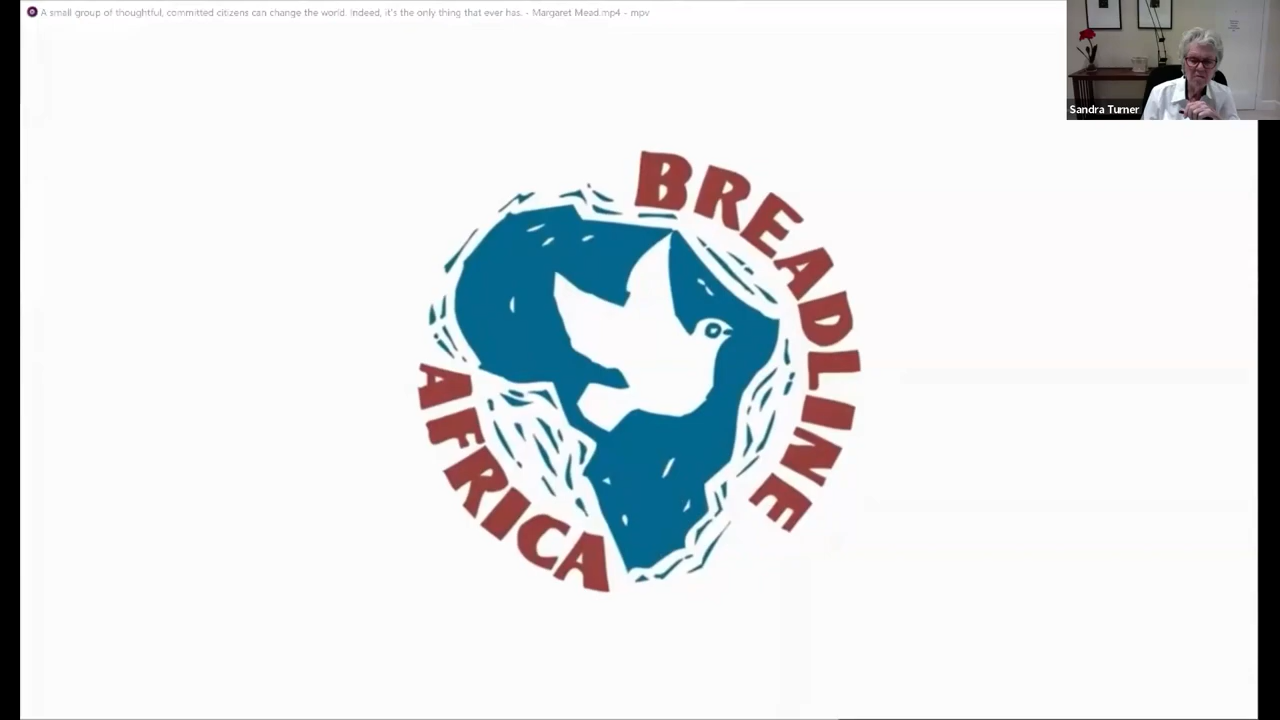 A small group of thoughtful, committed citizens can change the world. Indeed, it's the only thing that ever has. - Margaret Mead.mp4 - mpv
Sandra Turner
BREADLINE
AFRICA